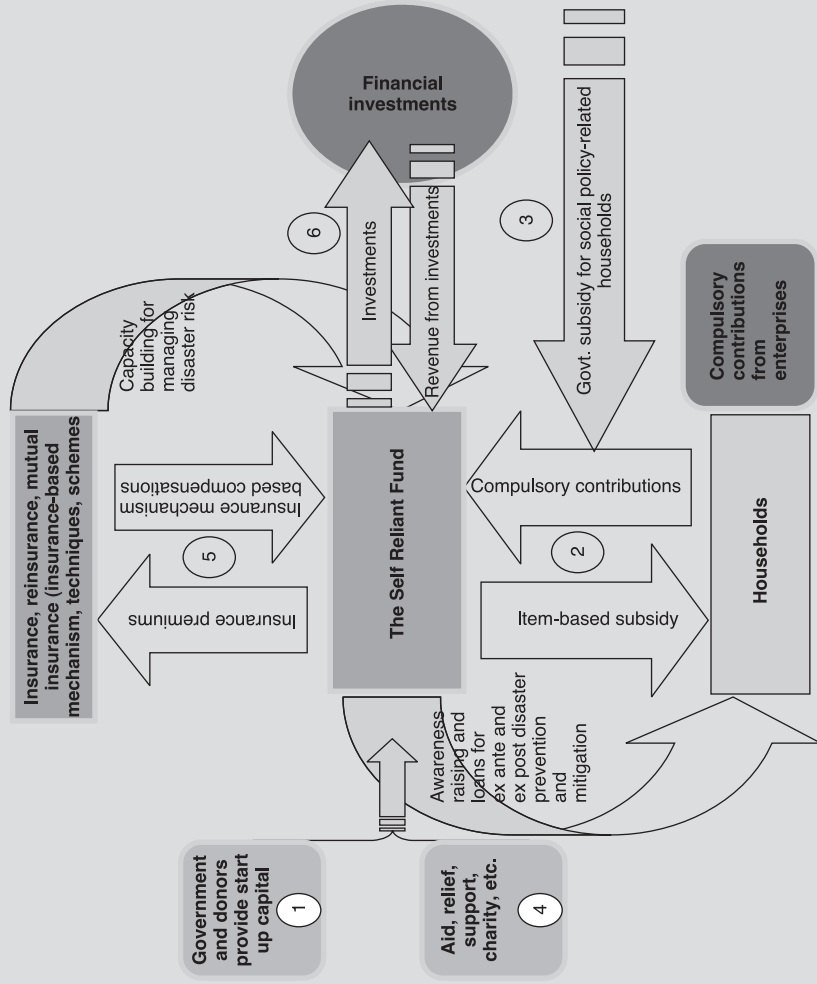 Insurance, reinsurance, mutual
insurance (insurance-based
mechanism, techniques, schemes
Capacity
building for
managing
disaster risk
6
Financial
investments
Investments
Revenue from investments
Insurance premiums
5
Insurance mechanism
based compensations
The Self Reliant Fund
Government
and donors
provide start
up capital
1
Aid, relief,
support,
charity, etc.
4
Awareness
raising and
loans for
ex ante and
ex post disaster
prevention
and
mitigation
Item-based subsidy
2
Compulsory contributions
3
Govt. subsidy for social policy-related
households
Households
Compulsory
contributions
from
enterprises